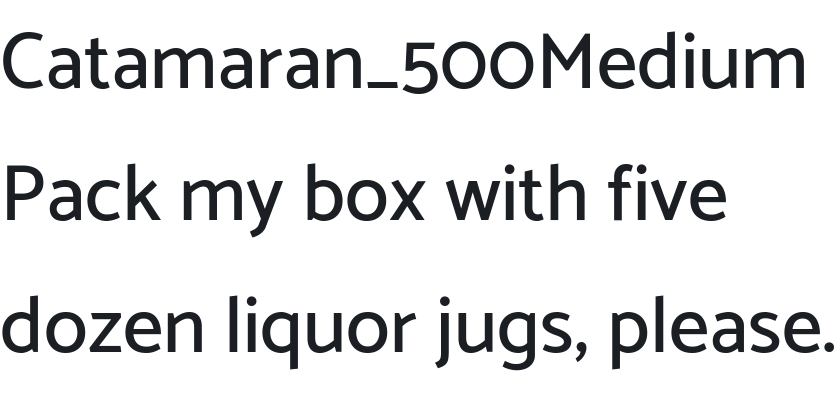 Catamaran_500Medium
Pack my box with five
dozen liquor jugs, please.